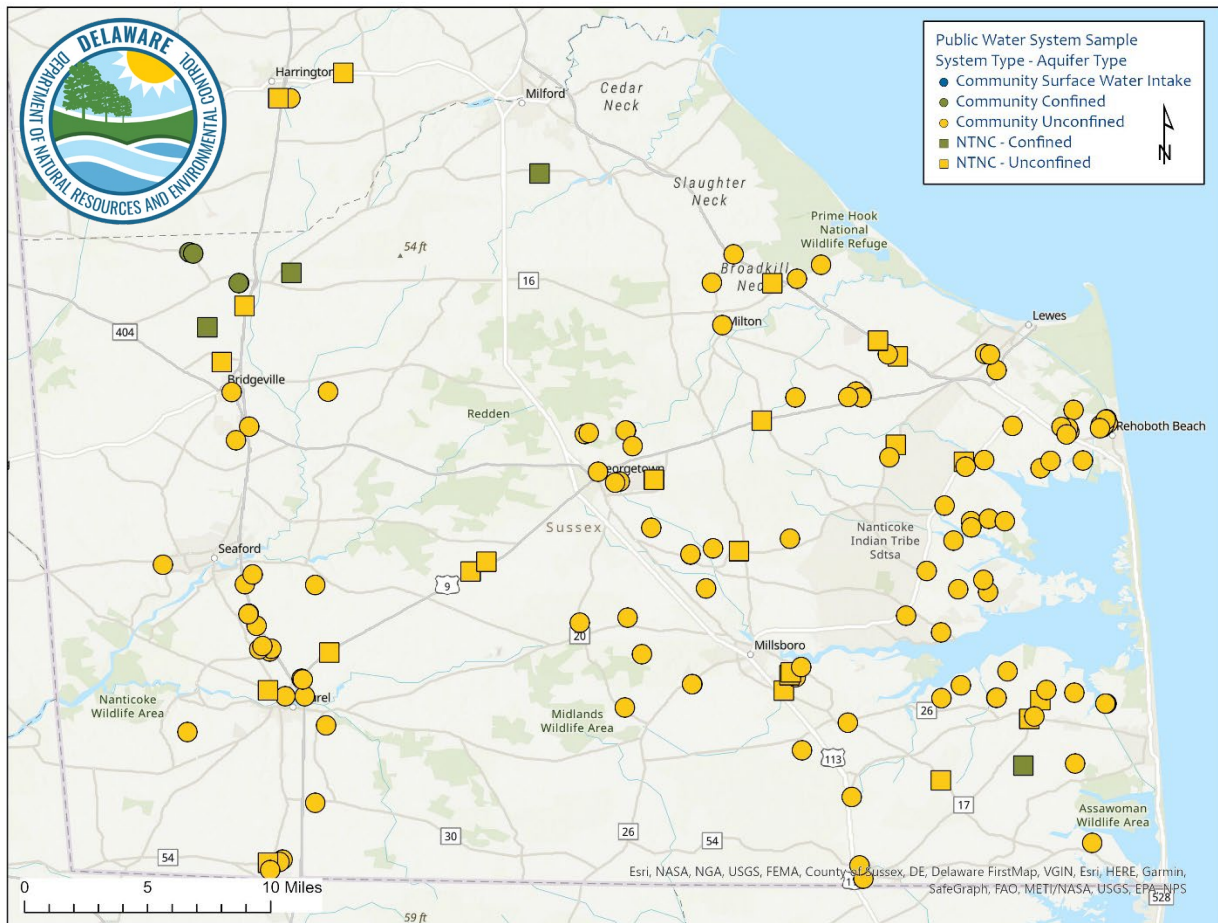 DELAWARE
DEPARTMENT OF NATURAL RESOURCES AND ENVIRONMENTAL CONTROL
Public Water System Sample
System Type - Aquifer Type
Community Surface Water Intake
Community Confined
Community Unconfined
NTNC - Confined
NTNC - Unconfined
N
Harrington
Milford
Cedar
Neck
Slaughter
Neck
Prime Hook
National
Wildlife Refuge
54 ft
16
Broadkill
Nec
404
Milton
Lewes
Bridgeville
Redden
Rehoboth Beach
eorgetown
Sussex
Nanticoke
Indian Tribe
Sdtsa
Seaford
9
20
Millsboro
Nanticoke
Wildlife Area
urel
Midlands
Wildlife Area
26
113
17
Assawoman
Wildlife Area
30
26
54
54
Esri, NASA, NGA, USGS, FEMA, County of Sussex, DE, Delaware FirstMap, VGIN, Esri, HERE, Garmin,
SafeGraph, FAO, METI/NASA, USGS, EPA, NPS
0 5 10 Miles
59 ft
528